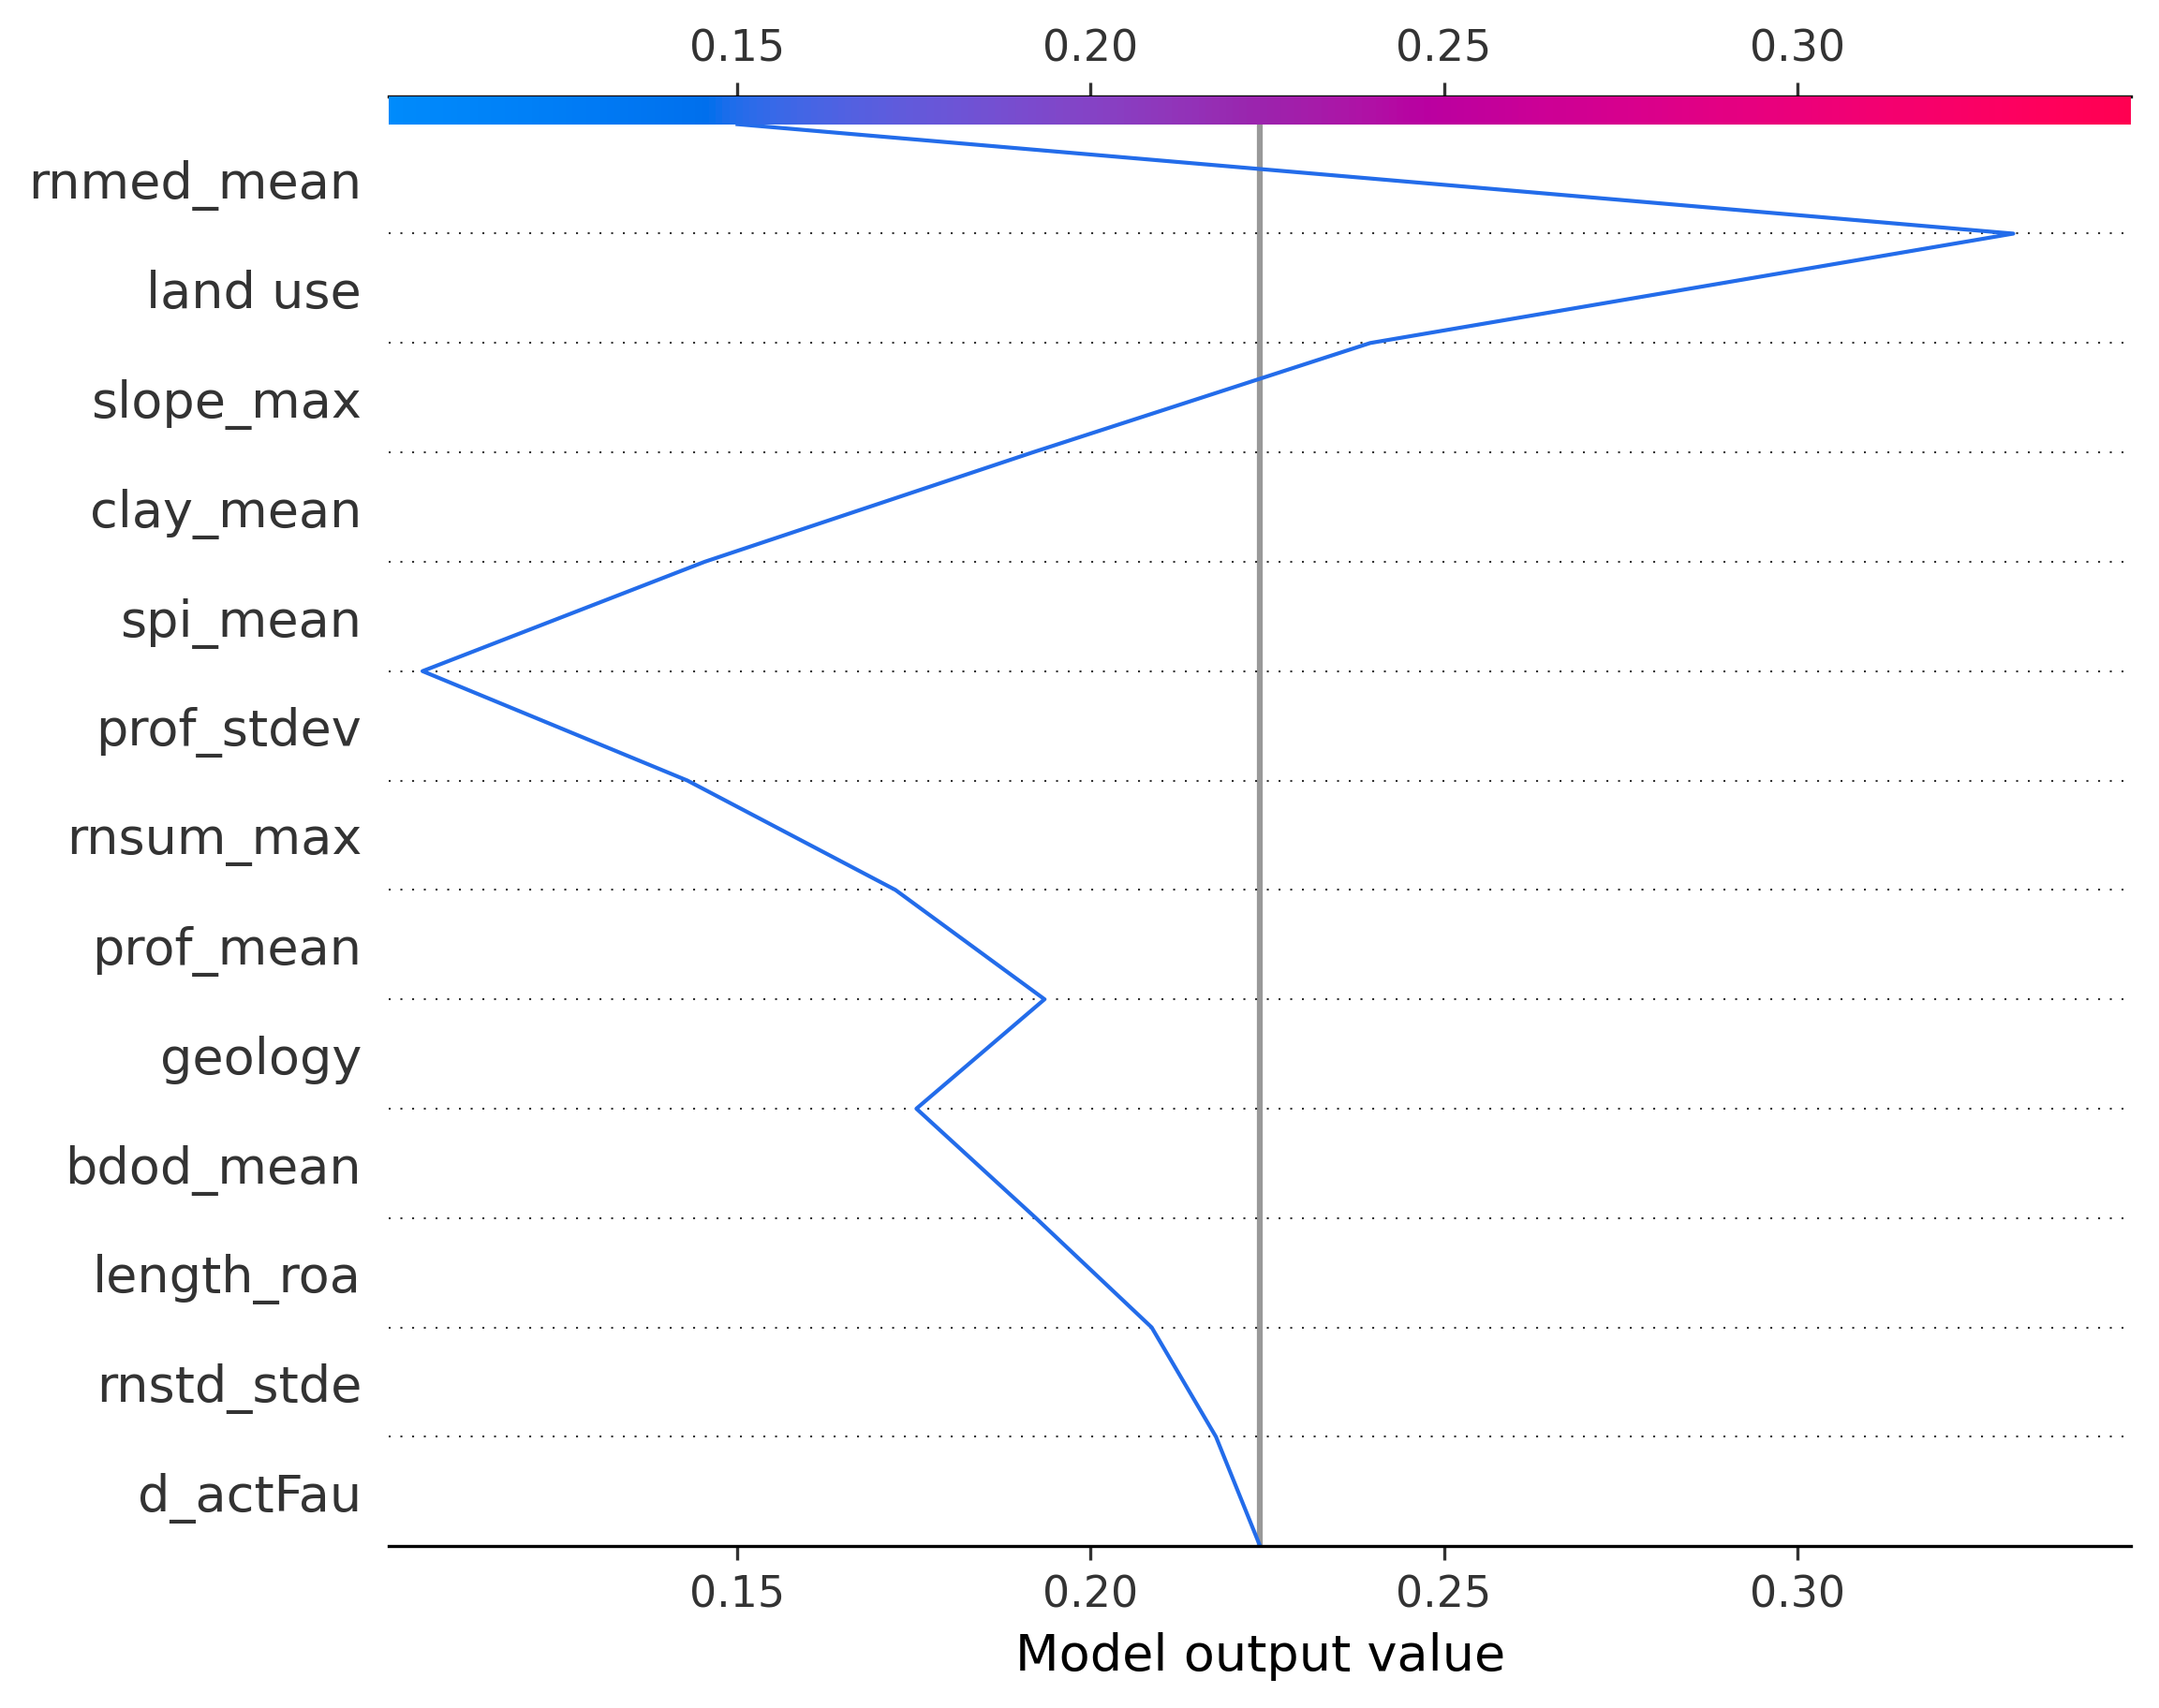 0.15 0.20 0.25 0.30
rnmed_mean
land use
slope_max
clay_mean
spi_mean
prof_stdev
rnsum_max
prof_mean
geology
bdod_mean
length_roa
rnstd_stde
d_actFau
0.15 0.20 0.25 0.30
Model output value